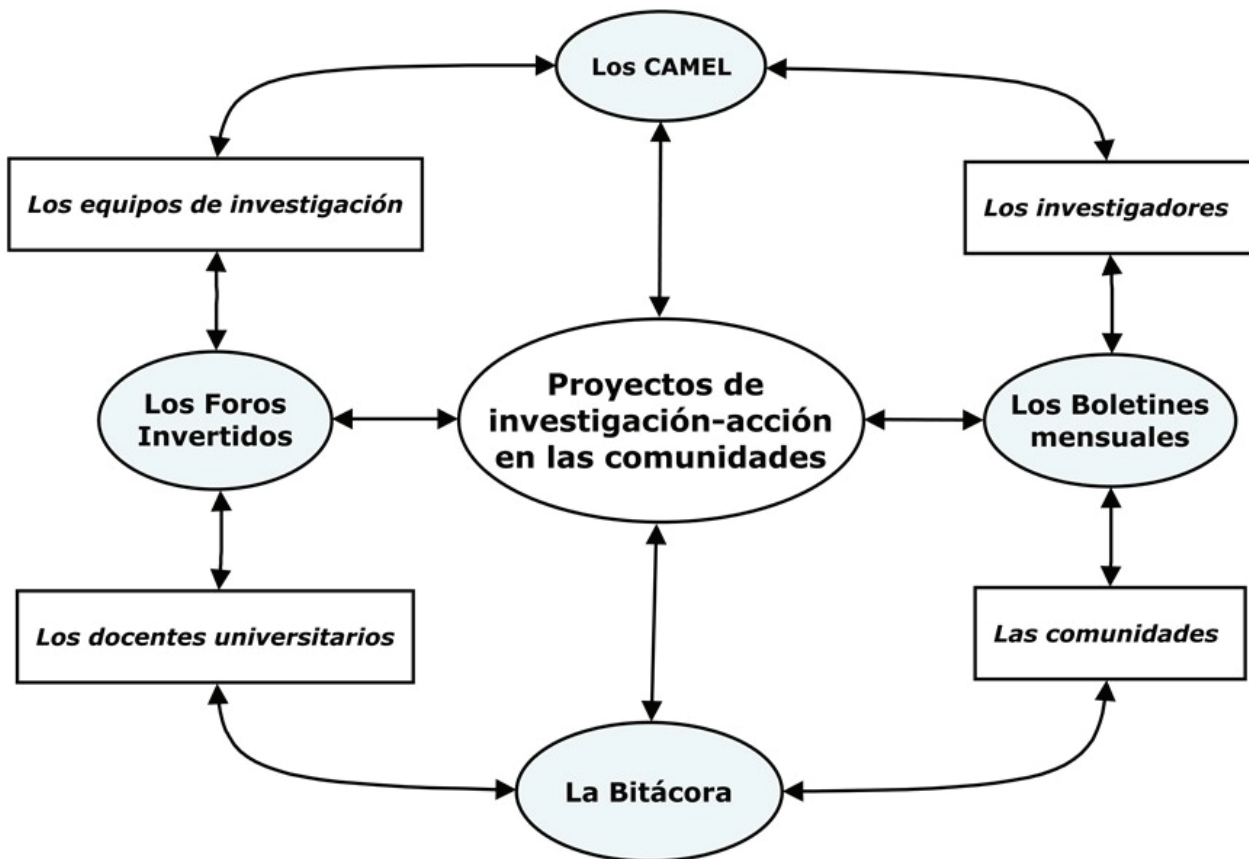 Los CAMEL
Los equipos de investigación
Los investigadores
Proyectos de
investigación-acción
en las comunidades
Los Foros
Invertidos
Los Boletines
mensuales
Los docentes universitarios
Las comunidades
La Bitácora